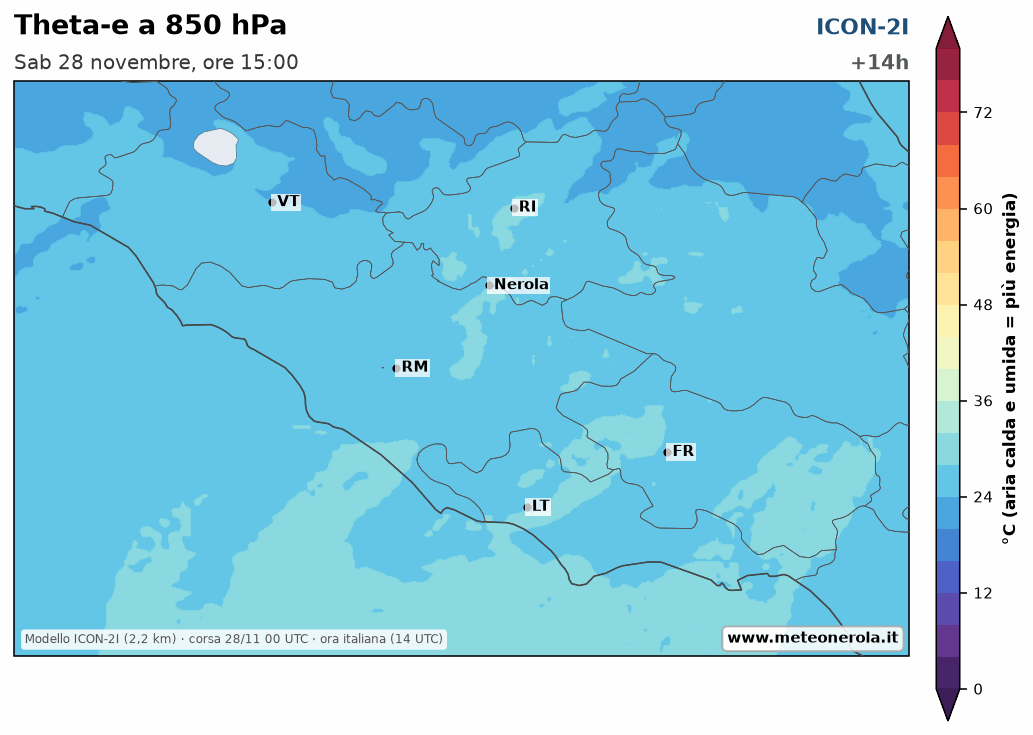 Theta-e a 850 hPa
ICON-2I
Sab 28 novembre, ore 15:00
+14h
VT
RI
Nerola
RM
FR
LT
72
60
48
36
24
12
0
°C (aria calda e umida = più energia)
Modello ICON-2I (2,2 km) · corsa 28/11 00 UTC · ora italiana (14 UTC)
www.meteonerola.it